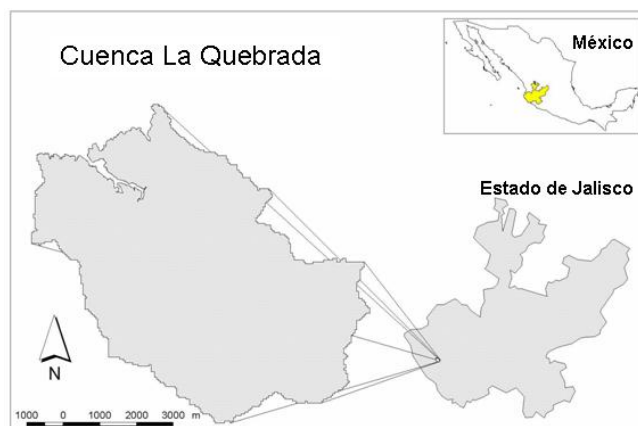 Cuenca La Quebrada
México
Estado de Jalisco
N
1000 0 1000 2000 3000 m